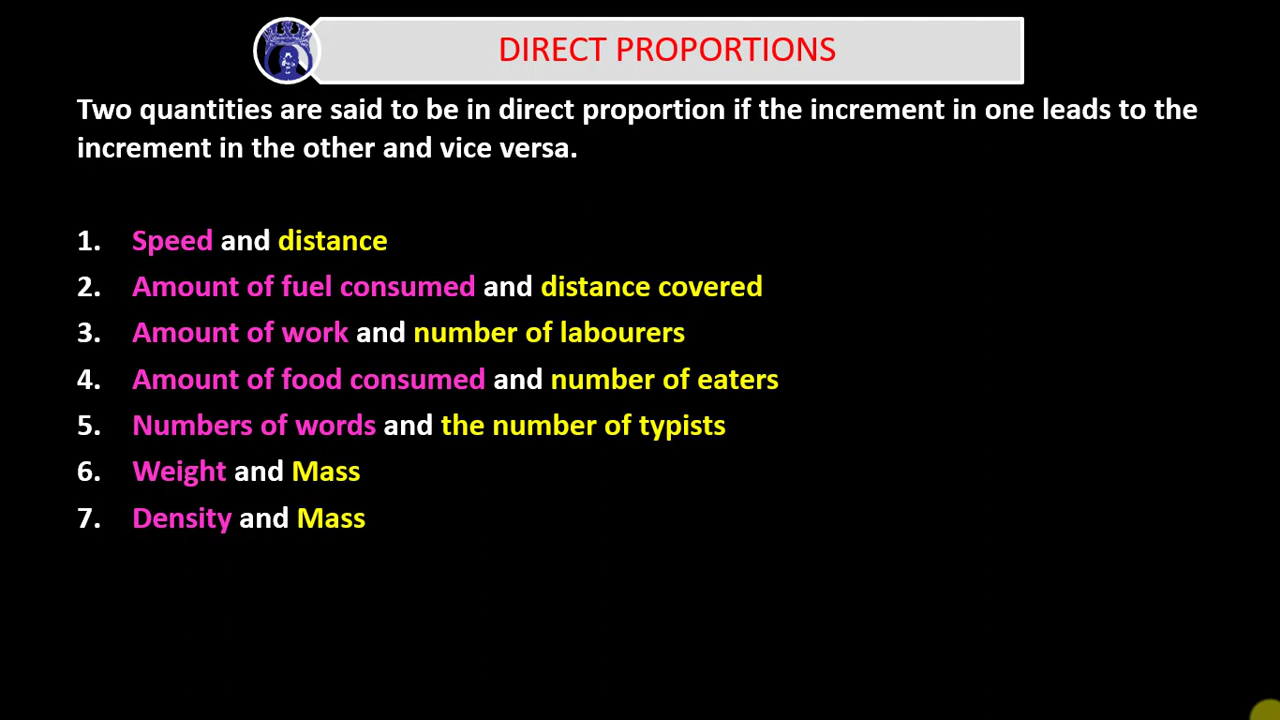 DIRECT PROPORTIONS
Two quantities are said to be in direct proportion if the increment in one leads to the
increment in the other and vice versa.
1. Speed and distance
2. Amount of fuel consumed and distance covered
3. Amount of work and number of labourers
4. Amount of food consumed and number of eaters
5. Numbers of words and the number of typists
6. Weight and Mass
7. Density and Mass